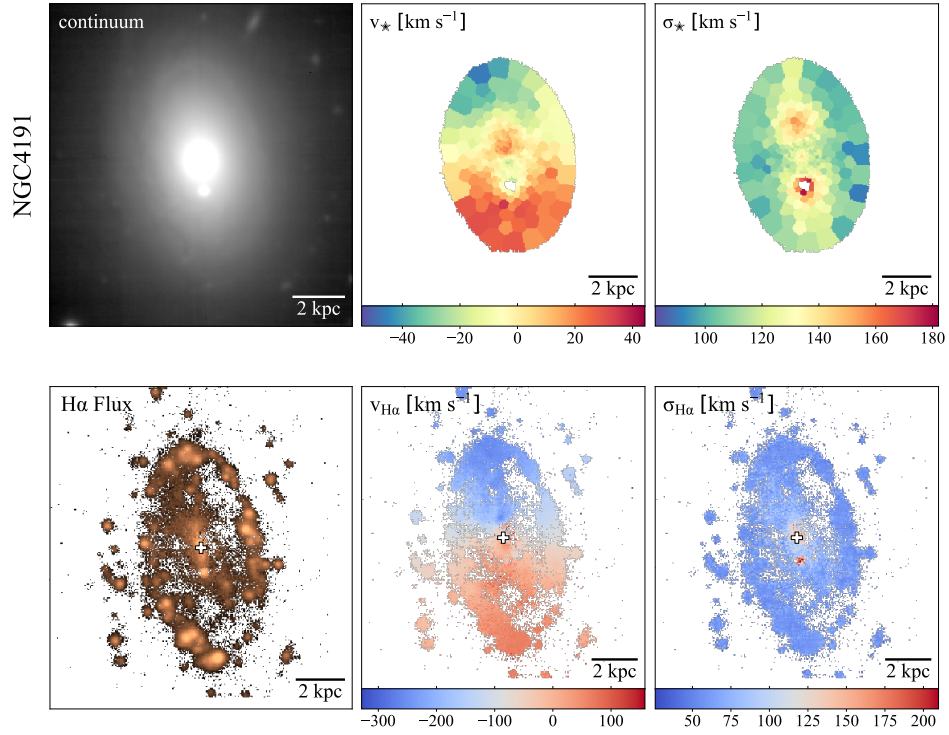 NGC4191
continuum
2 kpc
v★ [km s⁻¹]
2 kpc
−40 −20 0 20 40
σ★ [km s⁻¹]
2 kpc
100 120 140 160 180
Hα Flux
2 kpc
vHα [km s⁻¹]
2 kpc
−300 −200 −100 0 100
σHα [km s⁻¹]
2 kpc
50 75 100 125 150 175 200